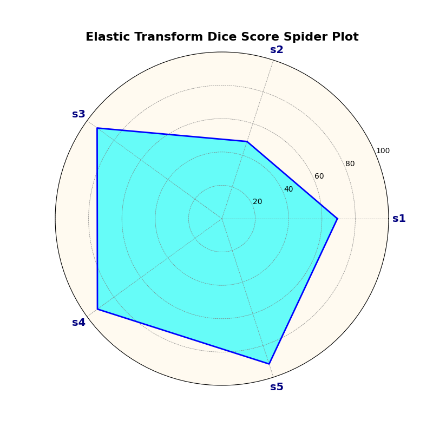 Elastic Transform Dice Score Spider Plot
s2
s3
100
80
60
40
20
s1
s4
s5